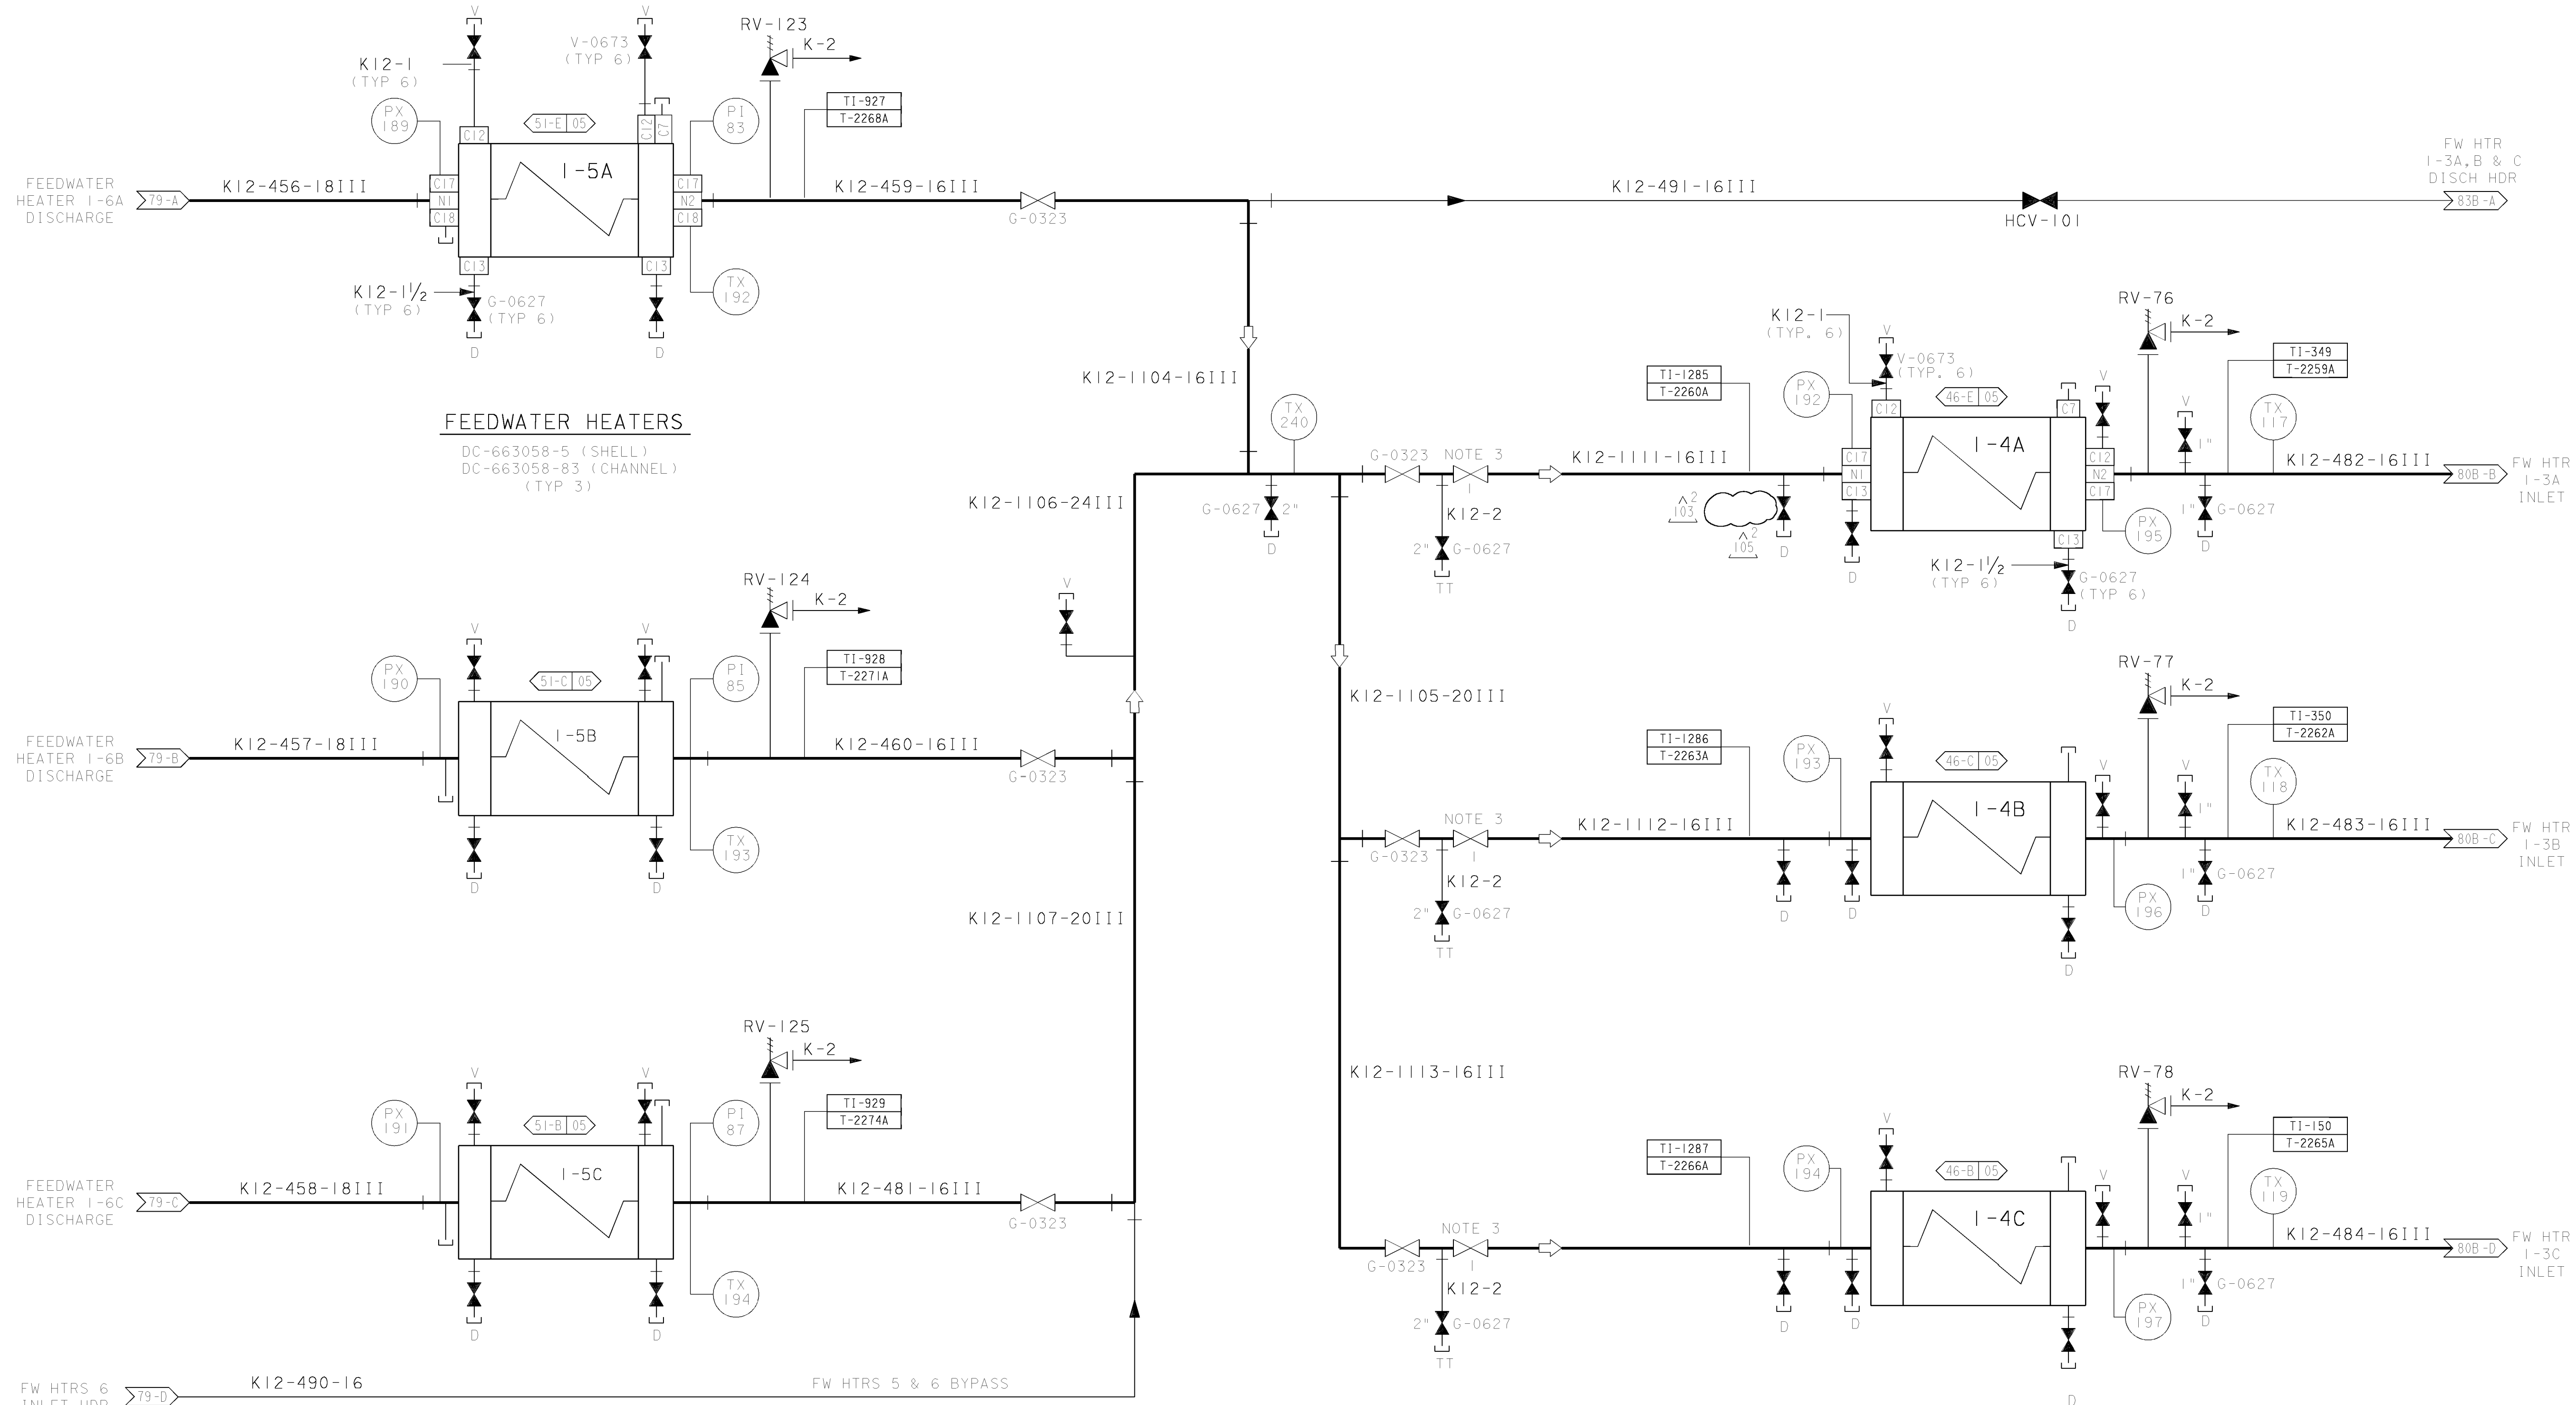 V
V
RV-123
K-2
V-0673
(TYP 6)
K12-1
(TYP 6)
PX
189
51-E 05
C12
C12
C7
PI
83
TI-927
T-2268A
1-5A
FEEDWATER
HEATER 1-6A
DISCHARGE
79-A
K12-456-18III
C17
N1
C18
C17
N2
C18
K12-459-16III
G-0323
K12-491-16III
HCV-101
FW HTR
1-3A,B & C
DISCH HDR
83B-A
C13
C13
K12-1½
(TYP 6)
G-0627
(TYP 6)
D
D
TX
192
K12-1104-16III
FEEDWATER HEATERS
DC-663058-5 (SHELL)
DC-663058-83 (CHANNEL)
(TYP 3)
TX
240
K12-1106-24III
G-0627
2"
D
G-0323
NOTE 3
1
K12-1111-16III
K12-2
2"
G-0627
TT
TI-1285
T-2260A
2
103
2
105
D
K12-1
(TYP. 6)
V
V-0673
(TYP. 6)
PX
192
C12
46-E 05
C7
1-4A
C17
N1
C13
D
C12
N2
C17
V
RV-76
K-2
V
1"
TI-349
T-2259A
TX
117
K12-482-16III
80B-B
FW HTR
1-3A
INLET
1"
G-0627
D
PX
195
C13
K12-1½
(TYP 6)
G-0627
(TYP 6)
D
V
V
RV-124
K-2
PX
190
51-C 05
PI
85
TI-928
T-2271A
1-5B
FEEDWATER
HEATER 1-6B
DISCHARGE
79-B
K12-457-18III
K12-460-16III
G-0323
V
D
D
TX
193
K12-1105-20III
K12-1107-20III
G-0323
NOTE 3
1
K12-1112-16III
K12-2
2"
G-0627
TT
TI-1286
T-2263A
PX
193
V
46-C 05
1-4B
D
D
D
V
RV-77
K-2
V
1"
TI-350
T-2262A
TX
118
K12-483-16III
80B-C
FW HTR
1-3B
INLET
1"
G-0627
D
PX
196
V
V
RV-125
K-2
PX
191
51-B 05
PI
87
TI-929
T-2274A
1-5C
FEEDWATER
HEATER 1-6C
DISCHARGE
79-C
K12-458-18III
K12-481-16III
G-0323
D
D
TX
194
K12-1113-16III
G-0323
NOTE 3
1
K12-2
2"
G-0627
TT
TI-1287
T-2266A
PX
194
V
46-B 05
1-4C
D
D
D
V
RV-78
K-2
V
1"
TI-150
T-2265A
TX
119
K12-484-16III
80B-D
FW HTR
1-3C
INLET
1"
G-0627
D
PX
197
FW HTRS 6
INLET HDR
79-D
K12-490-16
FW HTRS 5 & 6 BYPASS